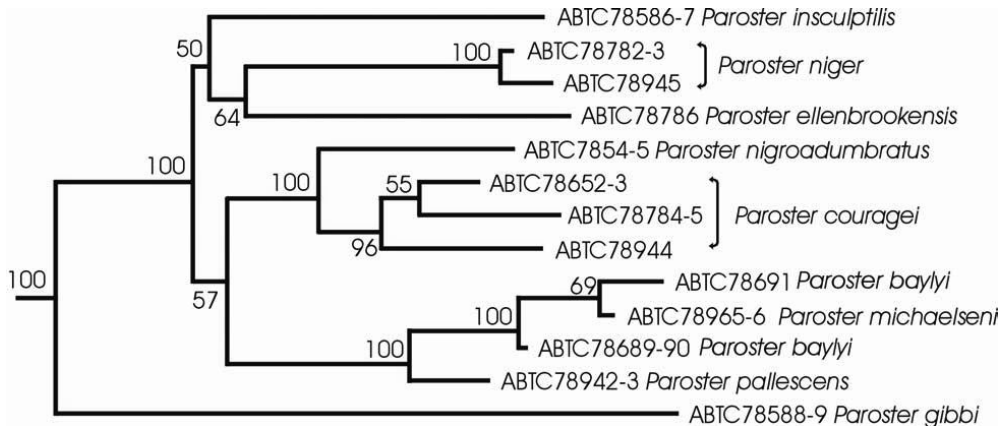 ABTC78586-7 Paroster insculptilis
50
100 ABTC78782-3
Paroster niger
ABTC78945
64
ABTC78786 Paroster ellenbrookensis
100
ABTC7854-5 Paroster nigroadumbratus
100
55 ABTC78652-3
ABTC78784-5 Paroster couragei
96
ABTC78944
100
57
69 ABTC78691 Paroster baylyi
100
ABTC78965-6 Paroster michaelseni
ABTC78689-90 Paroster baylyi
100
ABTC78942-3 Paroster pallescens
ABTC78588-9 Paroster gibbi